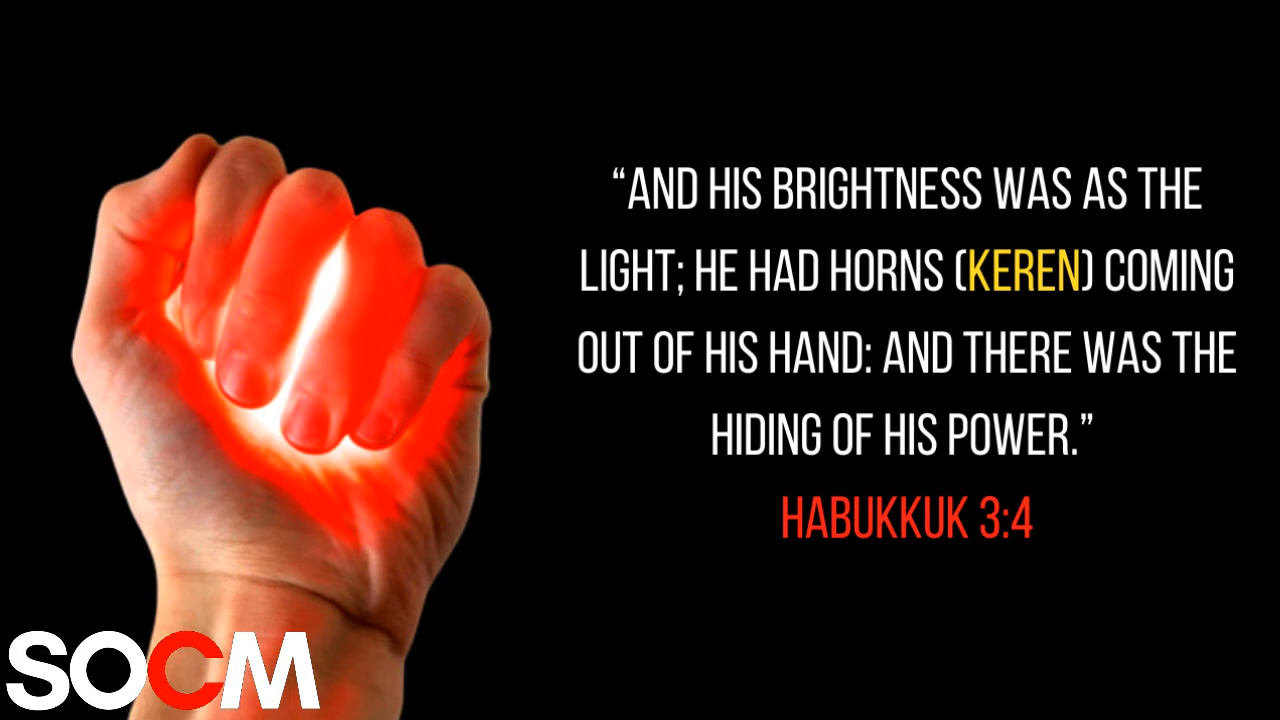 “AND HIS BRIGHTNESS WAS AS THE
LIGHT; HE HAD HORNS (KEREN) COMING
OUT OF HIS HAND: AND THERE WAS THE
HIDING OF HIS POWER.”
HABUKKUK 3:4
SOCM